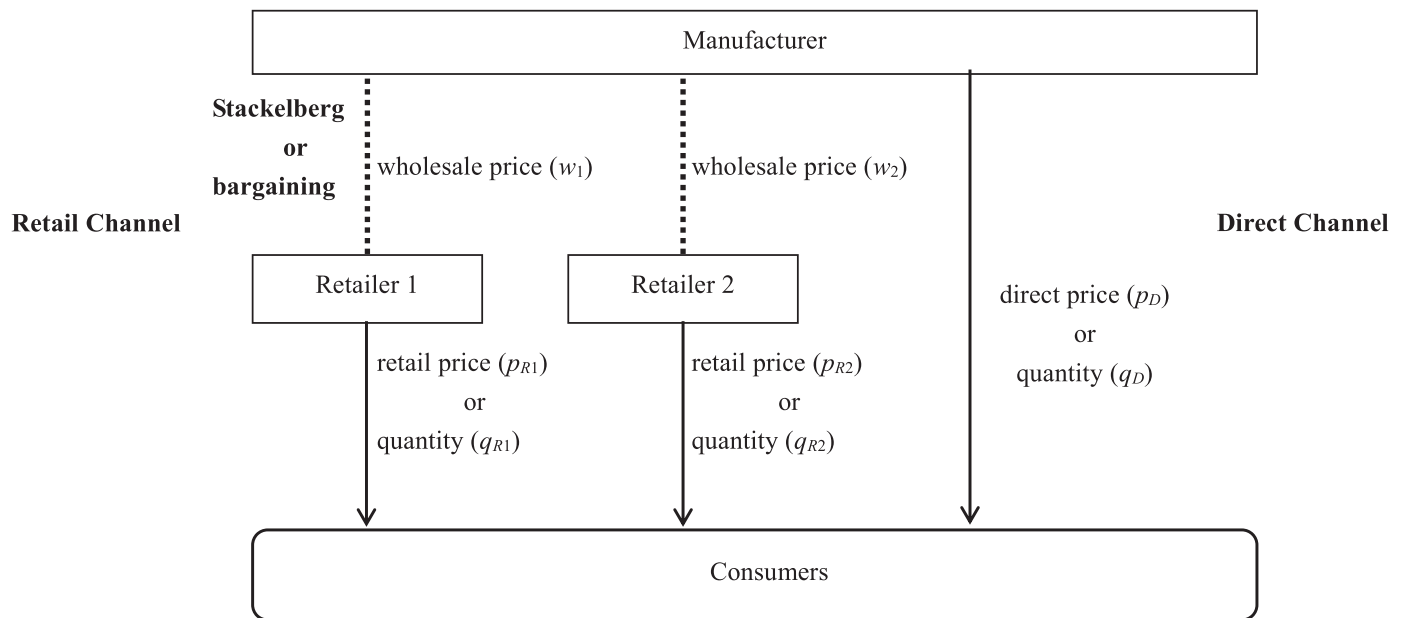 Manufacturer
Stackelberg
or
bargaining
wholesale price (w1)
wholesale price (w2)
Retail Channel
Direct Channel
Retailer 1
Retailer 2
direct price (pD)
or
quantity (qD)
retail price (pR1)
or
quantity (qR1)
retail price (pR2)
or
quantity (qR2)
Consumers